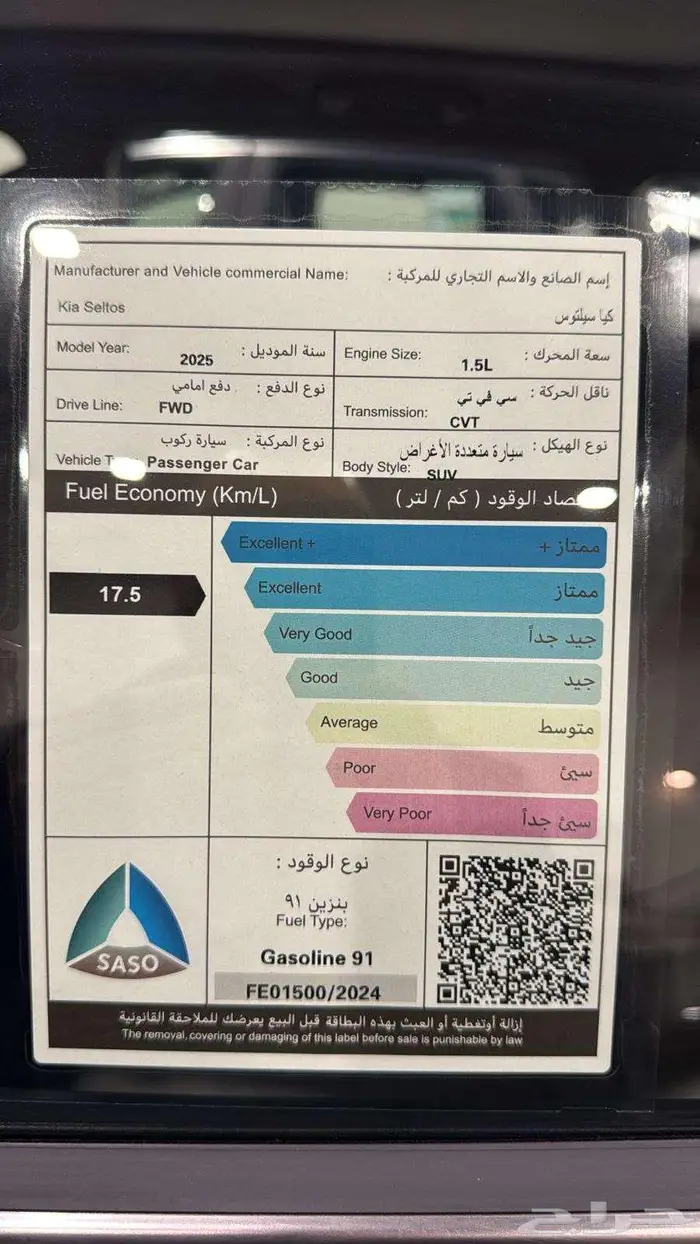 Manufacturer and Vehicle commercial Name: إسم الصانع والاسم التجاري للمركبة :
Kia Seltos كيا سيلتوس
Model Year: 2025 سنة الموديل :
Engine Size: 1.5L سعة المحرك :
Drive Line: FWD دفع امامي نوع الدفع :
Transmission: CVT سي في تي ناقل الحركة :
Vehicle Passenger Car سيارة ركوب نوع المركبة :
Body Style: SUV سيارة متعددة الأغراض نوع الهيكل :
Fuel Economy (Km/L) الوقود ( كم / لتر )
Excellent + ممتاز +
17.5
Excellent ممتاز
Very Good جيد جداً
Good جيد
Average متوسط
Poor سيئ
Very Poor سيئ جداً
SASO
نوع الوقود :
بنزين ٩١
Fuel Type:
Gasoline 91
FE01500/2024
إزالة أوتغطية أو العبث بهذه البطاقة قبل البيع يعرضك للملاحقة القانونية
The removal, covering or damaging of this label before sale is punishable by law
حراج